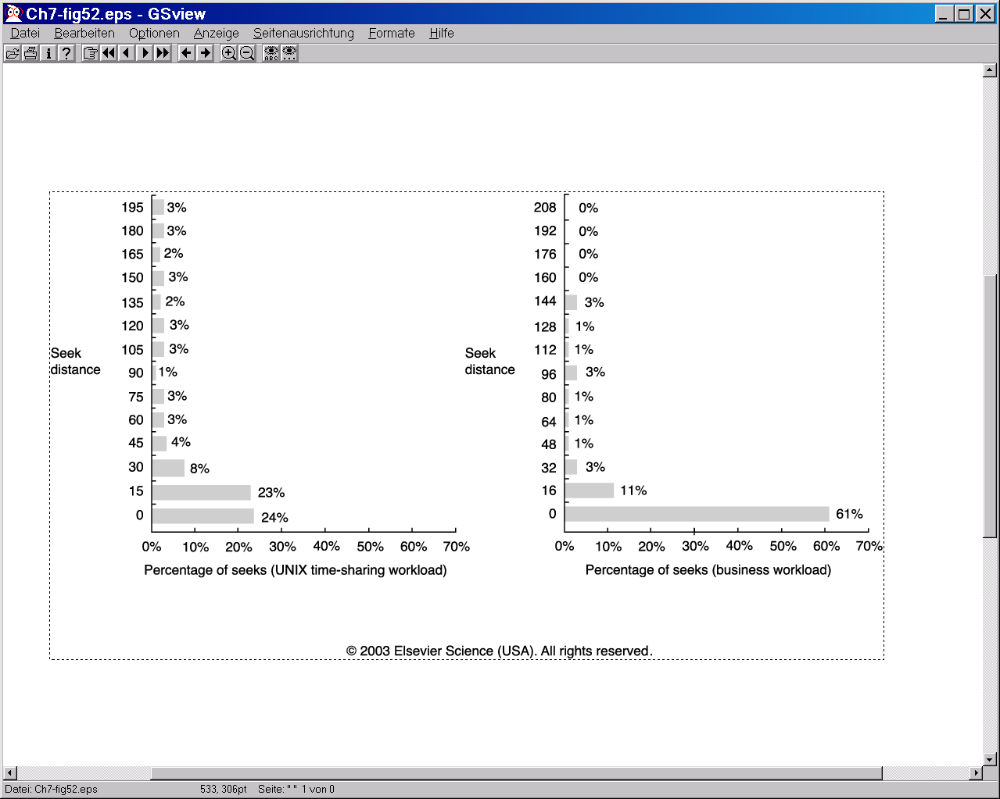 Ch7-fig52.eps - GSview
Datei Bearbeiten Optionen Anzeige Seitenausrichtung Formate Hilfe
i ? ABC
195 3%
180 3%
165 2%
150 3%
135 2%
120 3%
105 3%
90 1%
75 3%
60 3%
45 4%
30 8%
15 23%
0 24%
Seek
distance
0% 10% 20% 30% 40% 50% 60% 70%
Percentage of seeks (UNIX time-sharing workload)
208 0%
192 0%
176 0%
160 0%
144 3%
128 1%
112 1%
96 3%
80 1%
64 1%
48 1%
32 3%
16 11%
0 61%
Seek
distance
0% 10% 20% 30% 40% 50% 60% 70%
Percentage of seeks (business workload)
© 2003 Elsevier Science (USA). All rights reserved.
Datei: Ch7-fig52.eps 533, 306pt Seite: " " 1 von 0